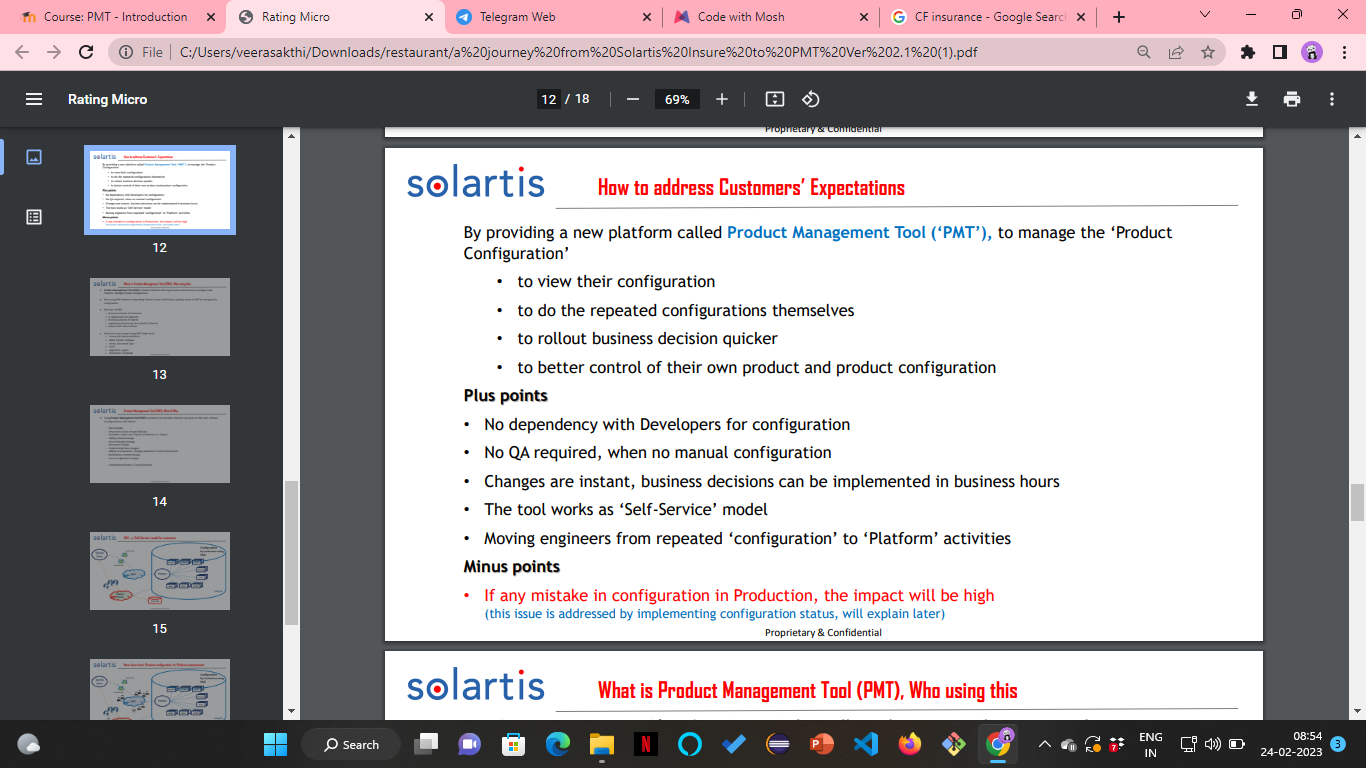 Course: PMT - Introduction
Rating Micro
Telegram Web
Code with Mosh
CF insurance - Google Searc
File
C:/Users/veerasakthi/Downloads/restaurant/a%20journey%20from%20Solartis%20Insure%20to%20PMT%20Ver%202.1%20(1).pdf
Rating Micro
12 / 18
69%
Proprietary & Confidential
solartis
How to address Customers’ Expectations
By providing a new platform called Product Management Tool (‘PMT’), to manage the ‘Product
Configuration’
• to view their configuration
• to do the repeated configurations themselves
• to rollout business decision quicker
• to better control of their own product and product configuration
Plus points
• No dependency with Developers for configuration
• No QA required, when no manual configuration
• Changes are instant, business decisions can be implemented in business hours
• The tool works as ‘Self-Service’ model
• Moving engineers from repeated ‘configuration’ to ‘Platform’ activities
Minus points
• If any mistake in configuration in Production, the impact will be high
(this issue is addressed by implementing configuration status, will explain later)
Proprietary & Confidential
solartis
What is Product Management Tool (PMT), Who using this
12
13
14
15
Search
ENG
IN
08:54
24-02-2023
3